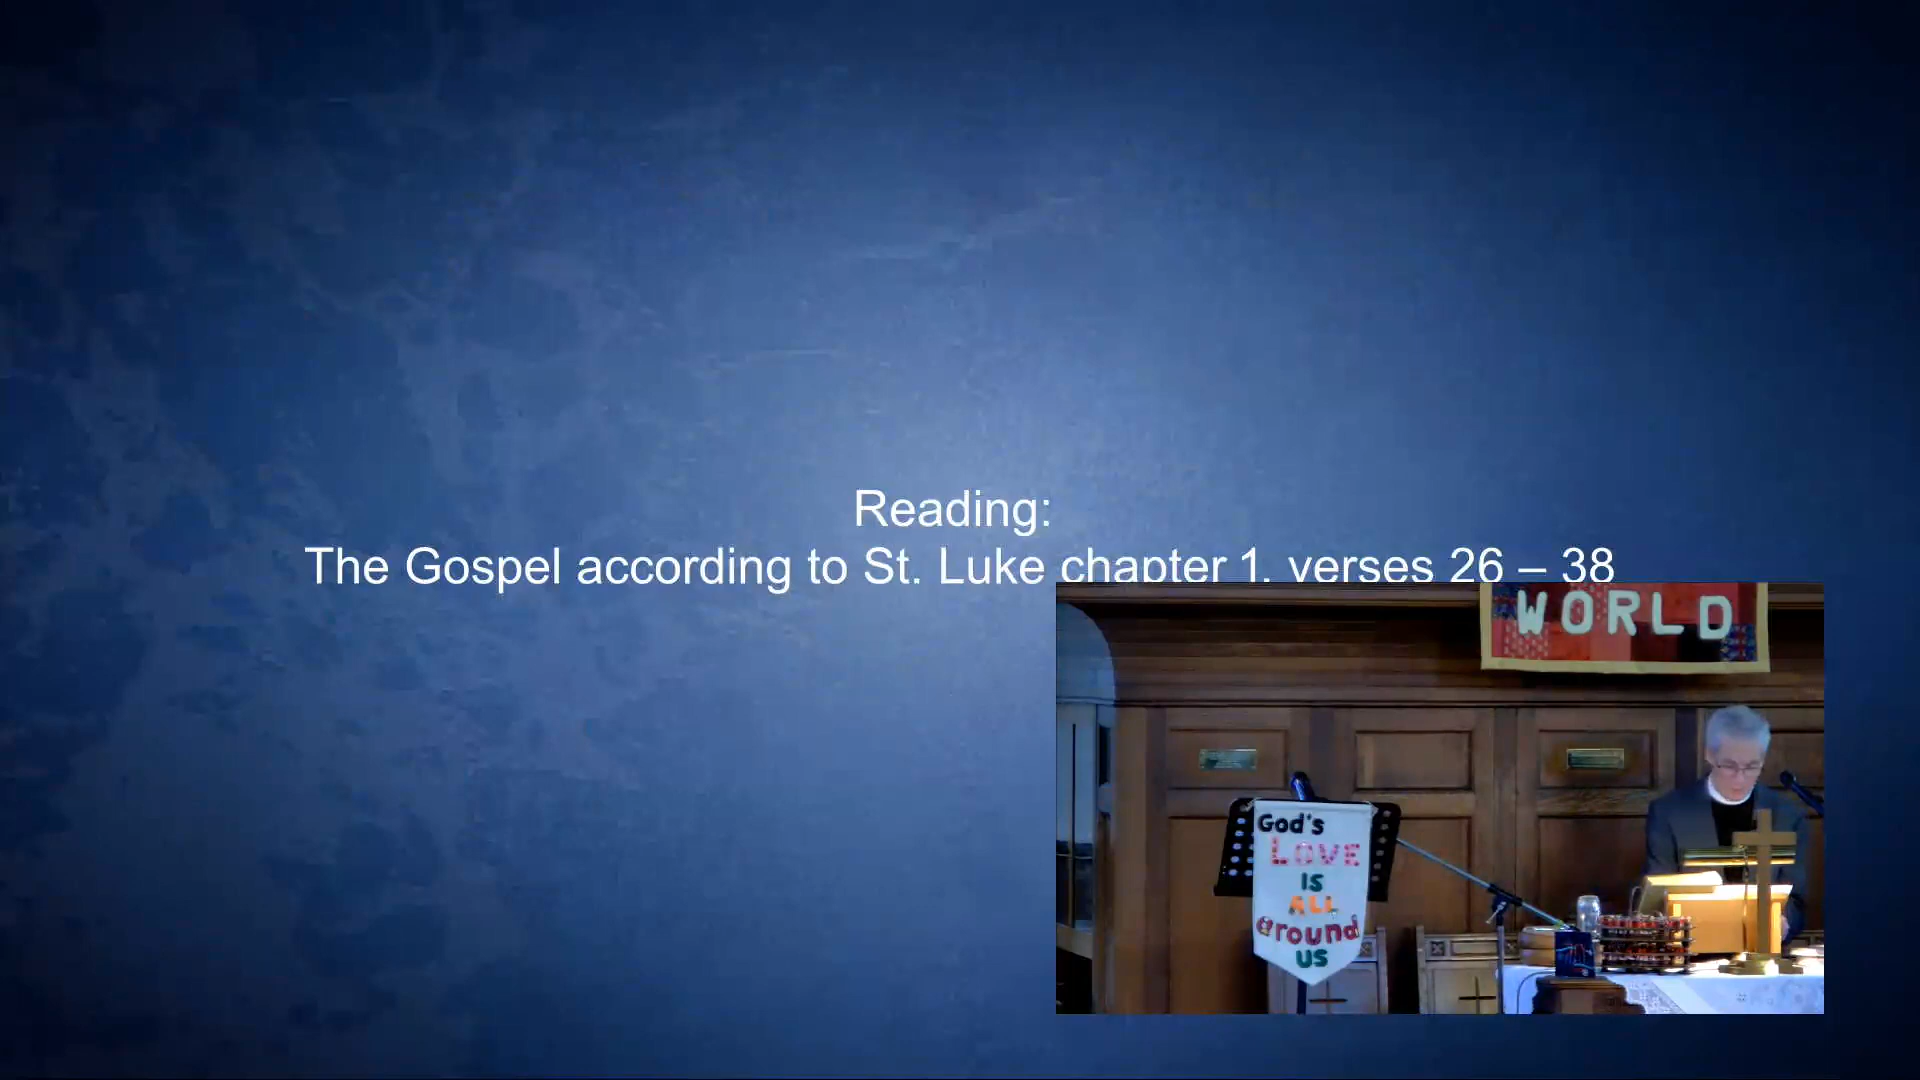 Reading:
The Gospel according to St. Luke chapter 1, verses 26 – 38
WORLD
God's
LOVE
IS
ALL
around
US